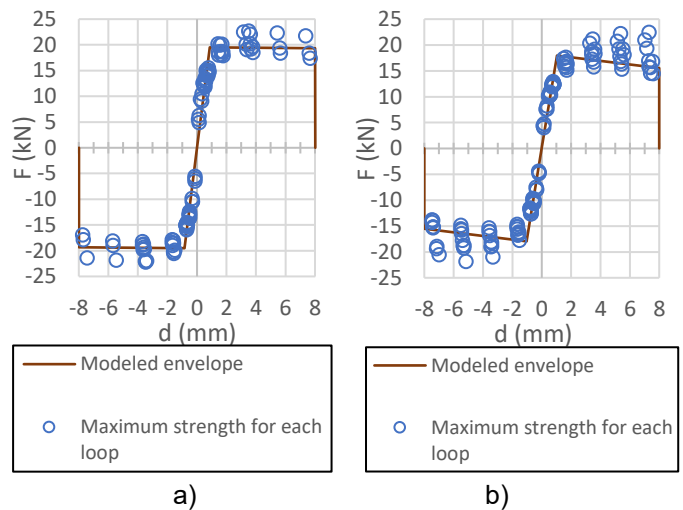 25
20
15
10
5
0
-5
-10
-15
-20
-25
F (kN)
-8 -6 -4 -2 0 2 4 6 8
d (mm)
Modeled envelope
Maximum strength for each
loop
a)
25
20
15
10
5
0
-5
-10
-15
-20
-25
F (kN)
-8 -6 -4 -2 0 2 4 6 8
d (mm)
Modeled envelope
Maximum strength for each
loop
b)